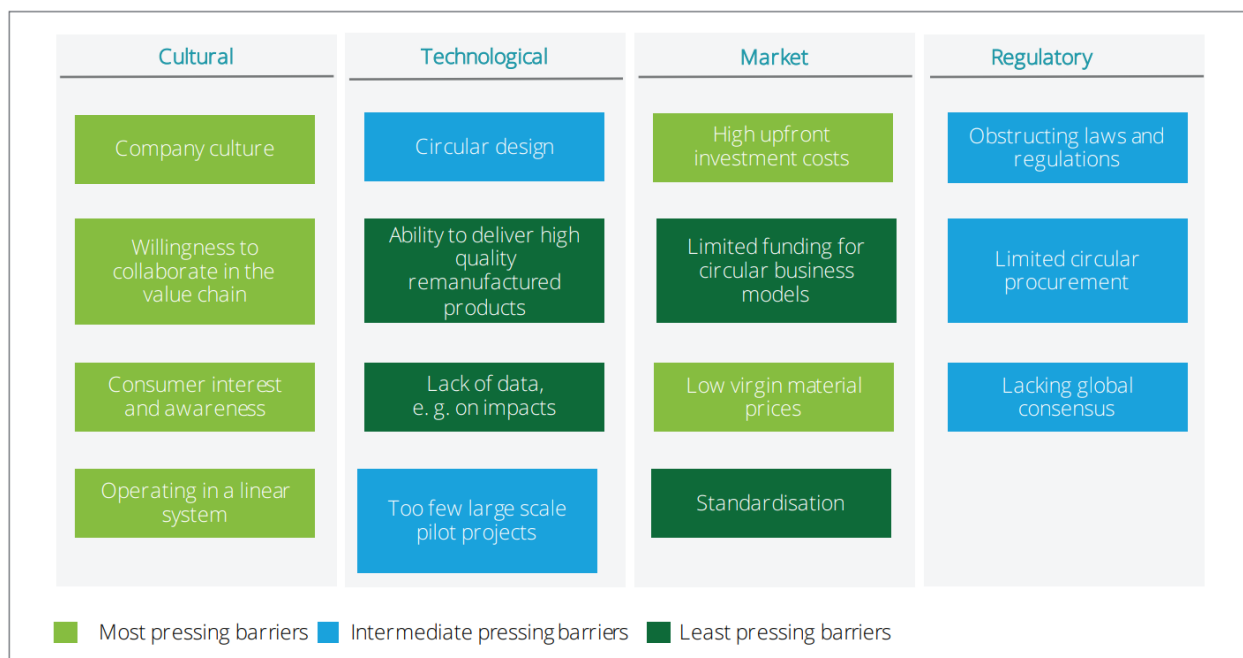 Cultural
Company culture
Willingness to
collaborate in the
value chain
Consumer interest
and awareness
Operating in a linear
system
Technological
Circular design
Ability to deliver high
quality
remanufactured
products
Lack of data,
e. g. on impacts
Too few large scale
pilot projects
Market
High upfront
investment costs
Limited funding for
circular business
models
Low virgin material
prices
Standardisation
Regulatory
Obstructing laws and
regulations
Limited circular
procurement
Lacking global
consensus
Most pressing barriers
Intermediate pressing barriers
Least pressing barriers